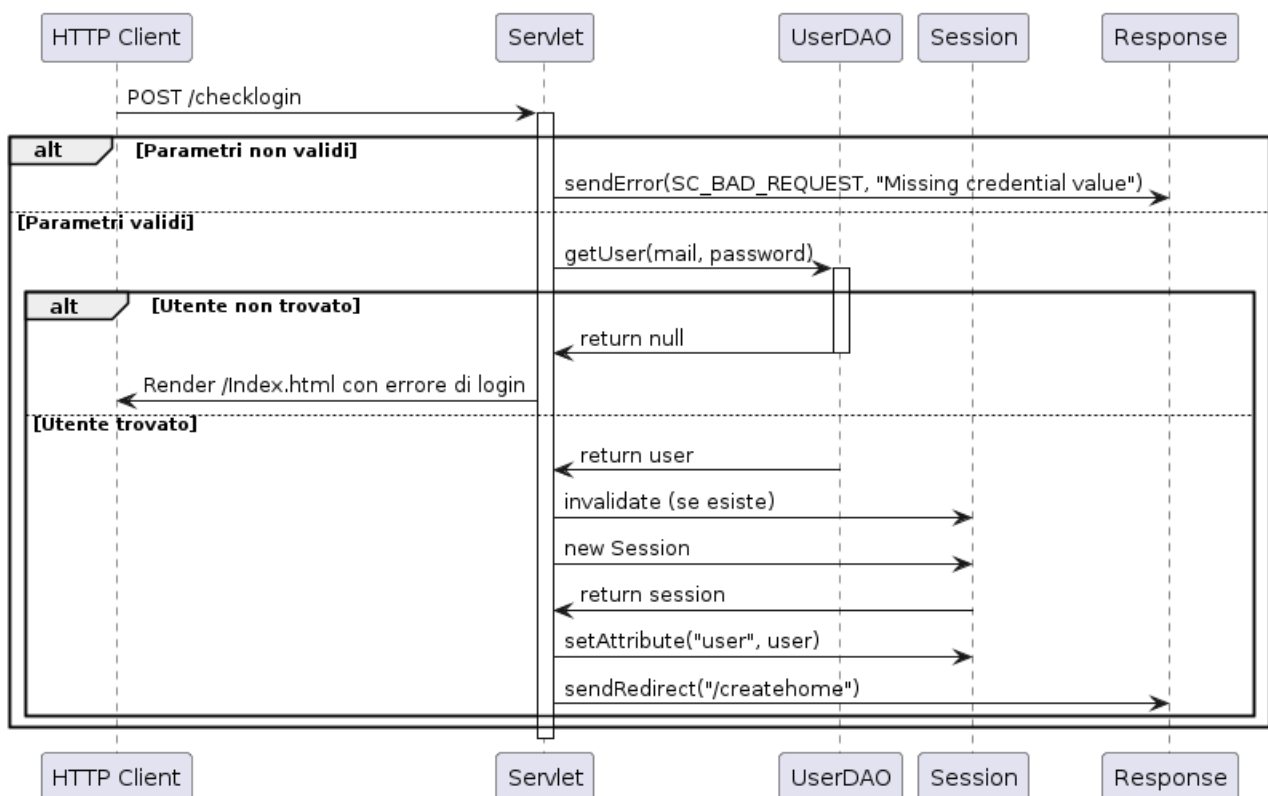 HTTP Client Servlet UserDAO Session Response
POST /checklogin
alt [Parametri non validi]
sendError(SC_BAD_REQUEST, "Missing credential value")
[Parametri validi]
getUser(mail, password)
alt [Utente non trovato]
return null
Render /Index.html con errore di login
[Utente trovato]
return user
invalidate (se esiste)
new Session
return session
setAttribute("user", user)
sendRedirect("/createhome")
HTTP Client Servlet UserDAO Session Response